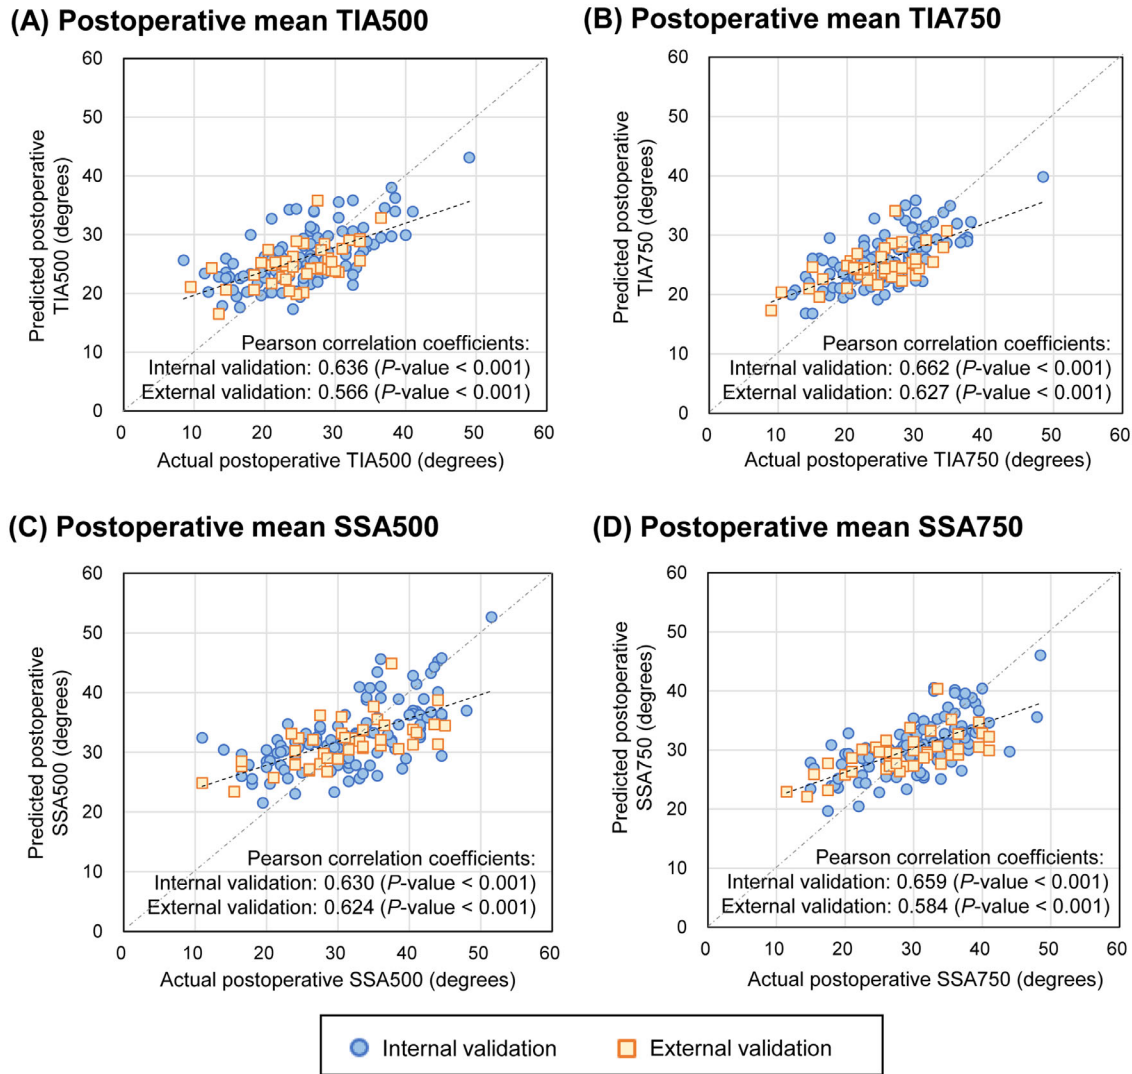 (A) Postoperative mean TIA500
60
50
40
30
20
10
0
Predicted postoperative
TIA500 (degrees)
Pearson correlation coefficients:
Internal validation: 0.636 (P-value < 0.001)
External validation: 0.566 (P-value < 0.001)
0 10 20 30 40 50 60
Actual postoperative TIA500 (degrees)
(B) Postoperative mean TIA750
60
50
40
30
20
10
0
Predicted postoperative
TIA750 (degrees)
Pearson correlation coefficients:
Internal validation: 0.662 (P-value < 0.001)
External validation: 0.627 (P-value < 0.001)
0 10 20 30 40 50 60
Actual postoperative TIA750 (degrees)
(C) Postoperative mean SSA500
60
50
40
30
20
10
0
Predicted postoperative
SSA500 (degrees)
Pearson correlation coefficients:
Internal validation: 0.630 (P-value < 0.001)
External validation: 0.624 (P-value < 0.001)
0 10 20 30 40 50 60
Actual postoperative SSA500 (degrees)
(D) Postoperative mean SSA750
60
50
40
30
20
10
0
Predicted postoperative
SSA750 (degrees)
Pearson correlation coefficients:
Internal validation: 0.659 (P-value < 0.001)
External validation: 0.584 (P-value < 0.001)
0 10 20 30 40 50 60
Actual postoperative SSA750 (degrees)
Internal validation
External validation